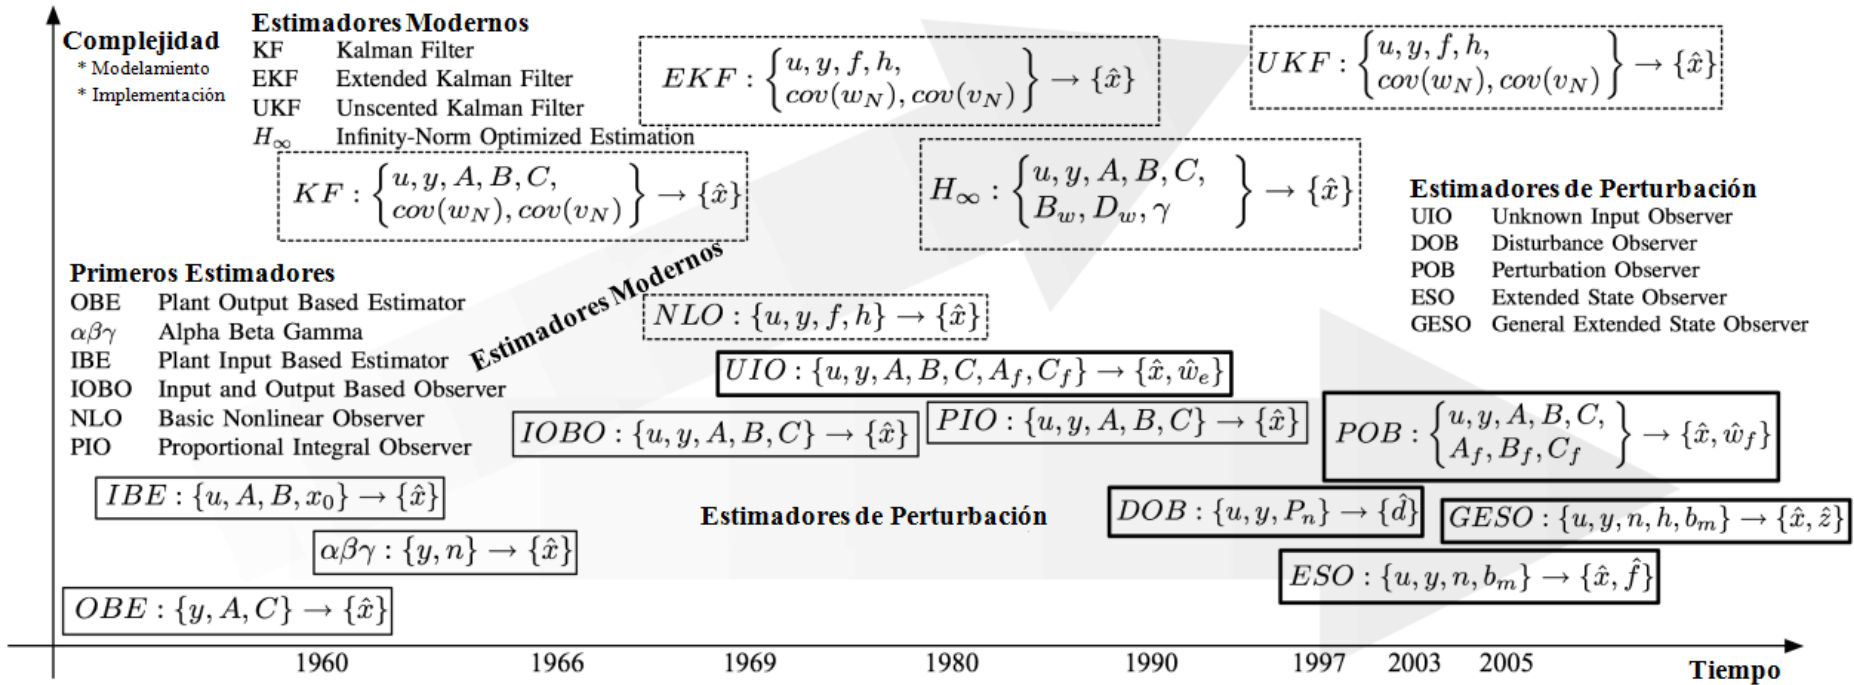 Complejidad
* Modelamiento
* Implementación
Estimadores Modernos
KF Kalman Filter
EKF Extended Kalman Filter
UKF Unscented Kalman Filter
H∞ Infinity-Norm Optimized Estimation
EKF : {u, y, f, h, cov(w_N), cov(v_N)} → {x̂}
UKF : {u, y, f, h, cov(w_N), cov(v_N)} → {x̂}
KF : {u, y, A, B, C, cov(w_N), cov(v_N)} → {x̂}
H∞ : {u, y, A, B, C, B_w, D_w, γ} → {x̂}
Estimadores de Perturbación
UIO Unknown Input Observer
DOB Disturbance Observer
POB Perturbation Observer
ESO Extended State Observer
GESO General Extended State Observer
Primeros Estimadores
OBE Plant Output Based Estimator
αβγ Alpha Beta Gamma
IBE Plant Input Based Estimator
IOBO Input and Output Based Observer
NLO Basic Nonlinear Observer
PIO Proportional Integral Observer
Estimadores Modernos
NLO : {u, y, f, h} → {x̂}
UIO : {u, y, A, B, C, A_f, C_f} → {x̂, ŵ_e}
IOBO : {u, y, A, B, C} → {x̂}
PIO : {u, y, A, B, C} → {x̂}
POB : {u, y, A, B, C, A_f, B_f, C_f} → {x̂, ŵ_f}
IBE : {u, A, B, x_0} → {x̂}
Estimadores de Perturbación
DOB : {u, y, P_n} → {d̂}
GESO : {u, y, n, h, b_m} → {x̂, ẑ}
αβγ : {y, n} → {x̂}
ESO : {u, y, n, b_m} → {x̂, f̂}
OBE : {y, A, C} → {x̂}
1960 1966 1969 1980 1990 1997 2003 2005
Tiempo